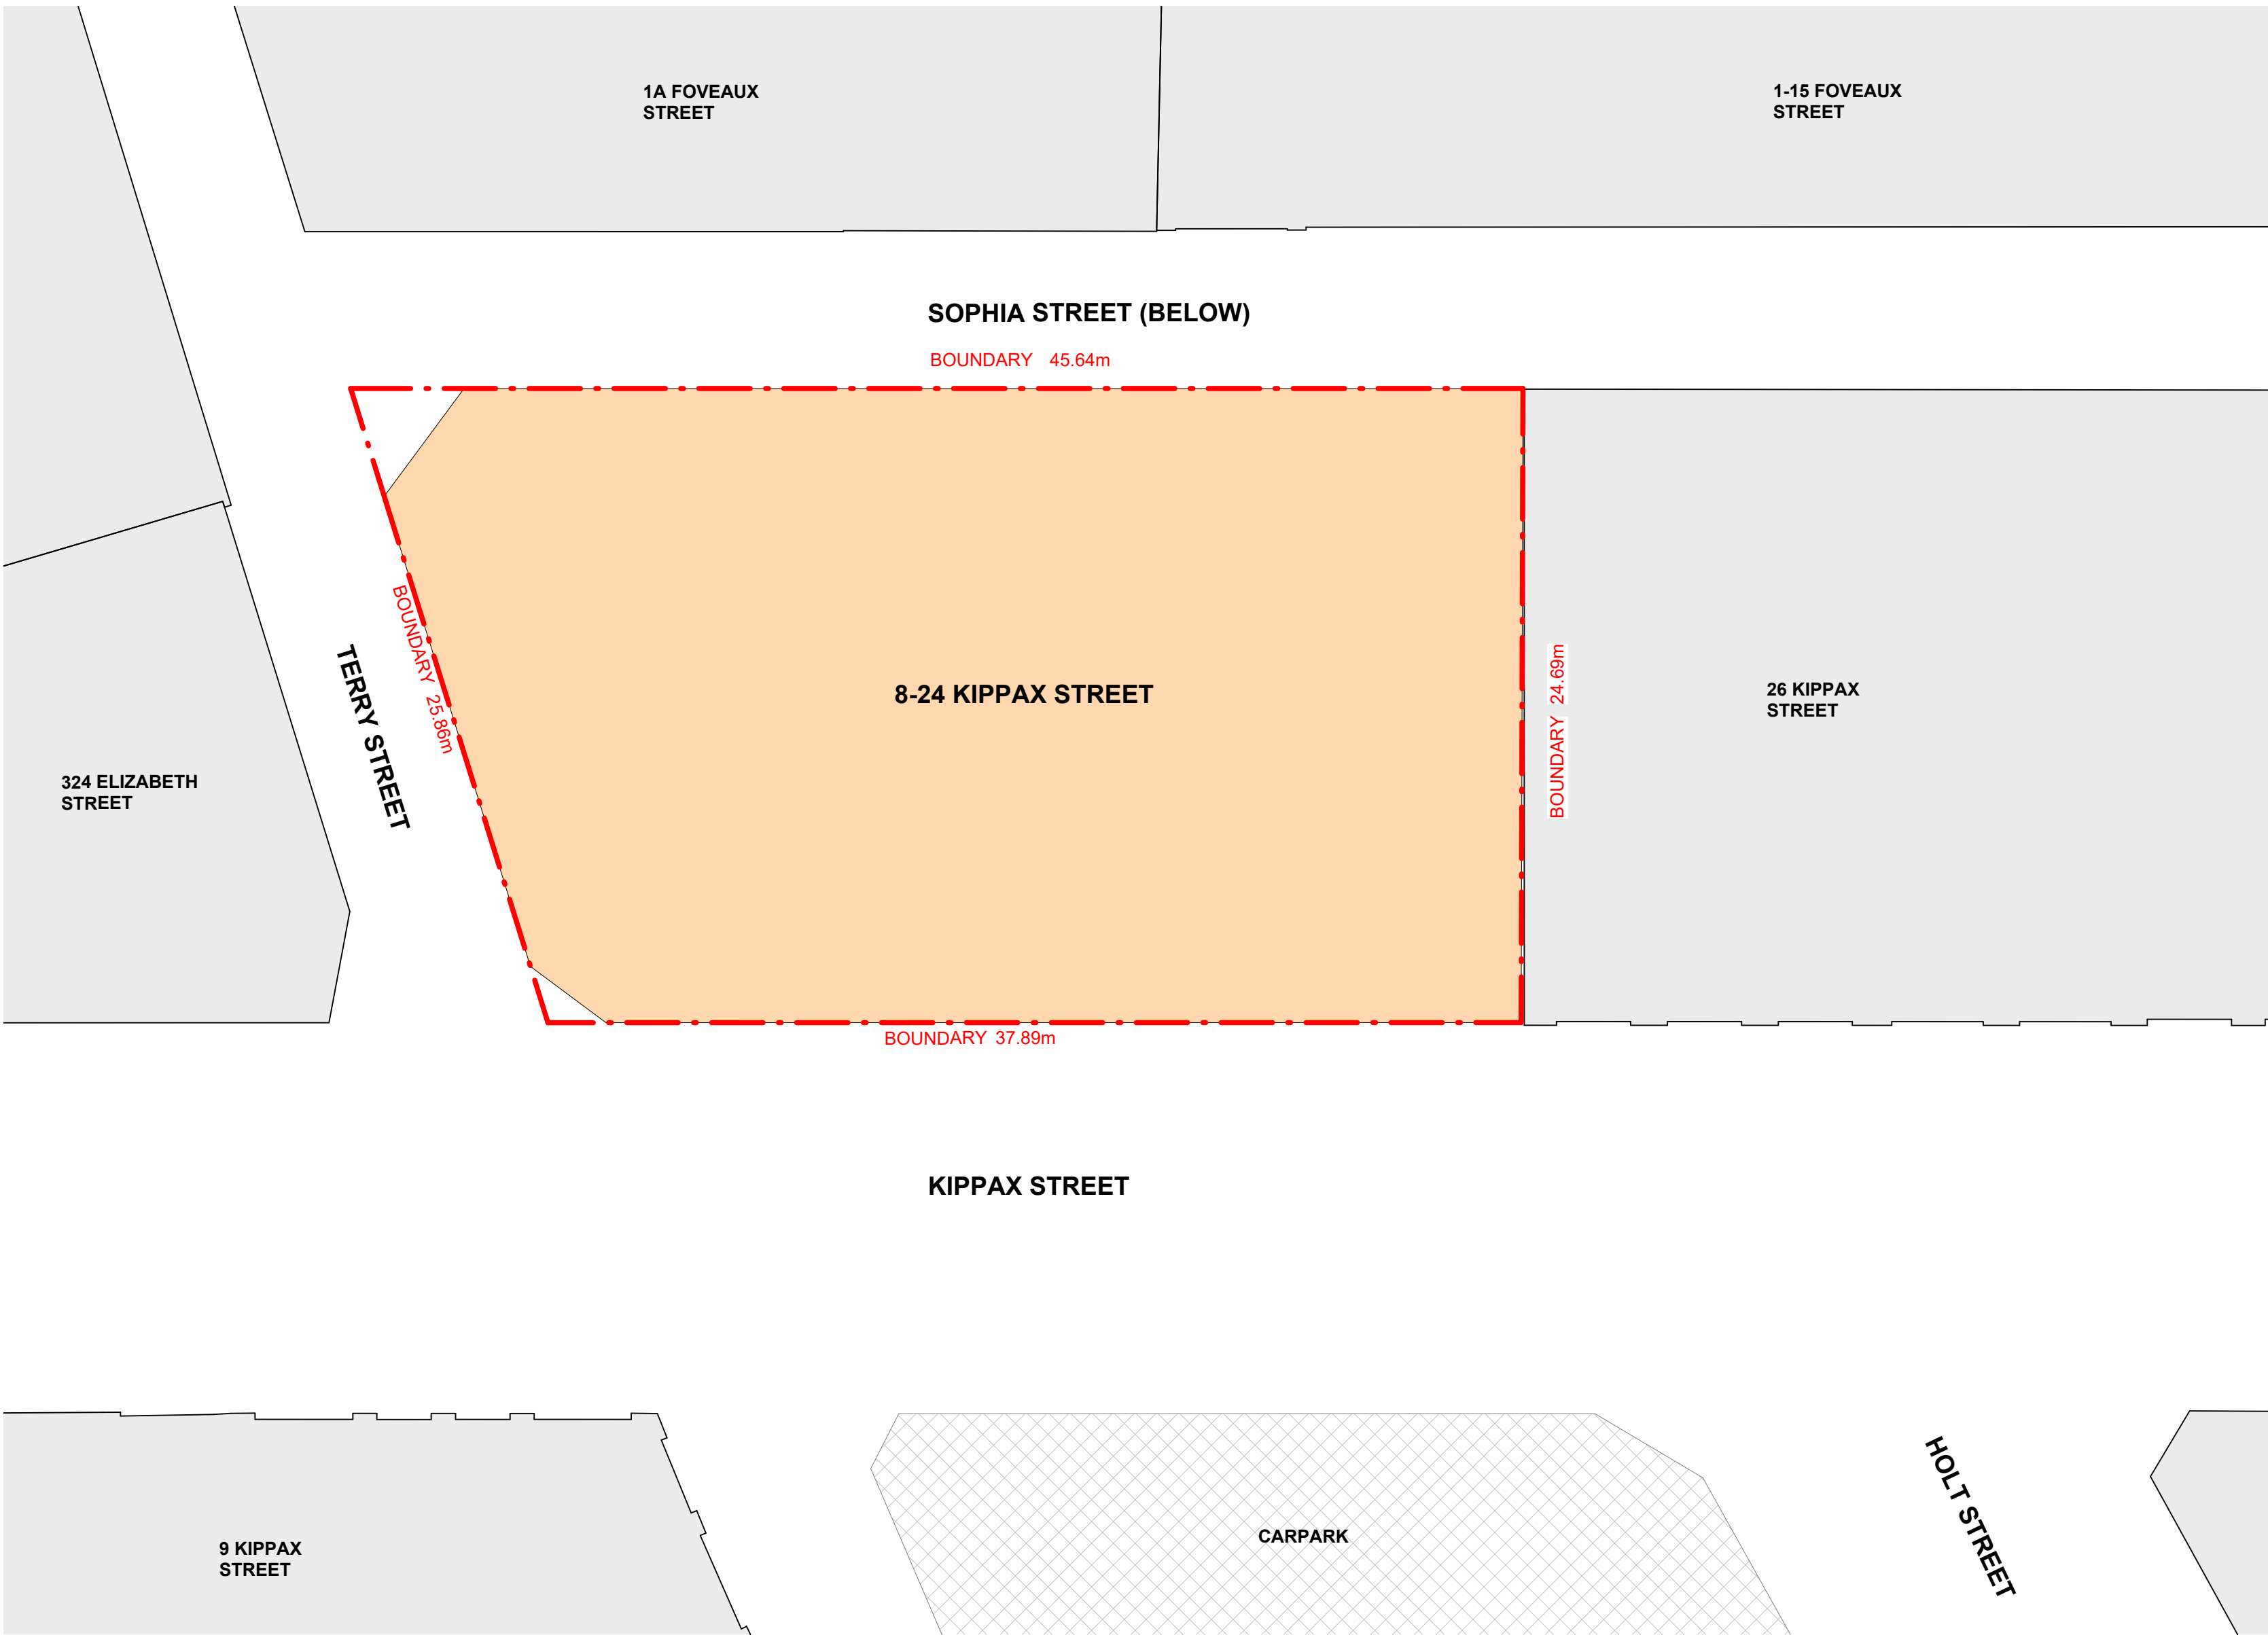 1A FOVEAUX
STREET
1-15 FOVEAUX
STREET
SOPHIA STREET (BELOW)
BOUNDARY 45.64m
BOUNDARY 25.86m
TERRY STREET
8-24 KIPPAX STREET
BOUNDARY 24.69m
26 KIPPAX
STREET
324 ELIZABETH
STREET
BOUNDARY 37.89m
KIPPAX STREET
HOLT STREET
CARPARK
9 KIPPAX
STREET